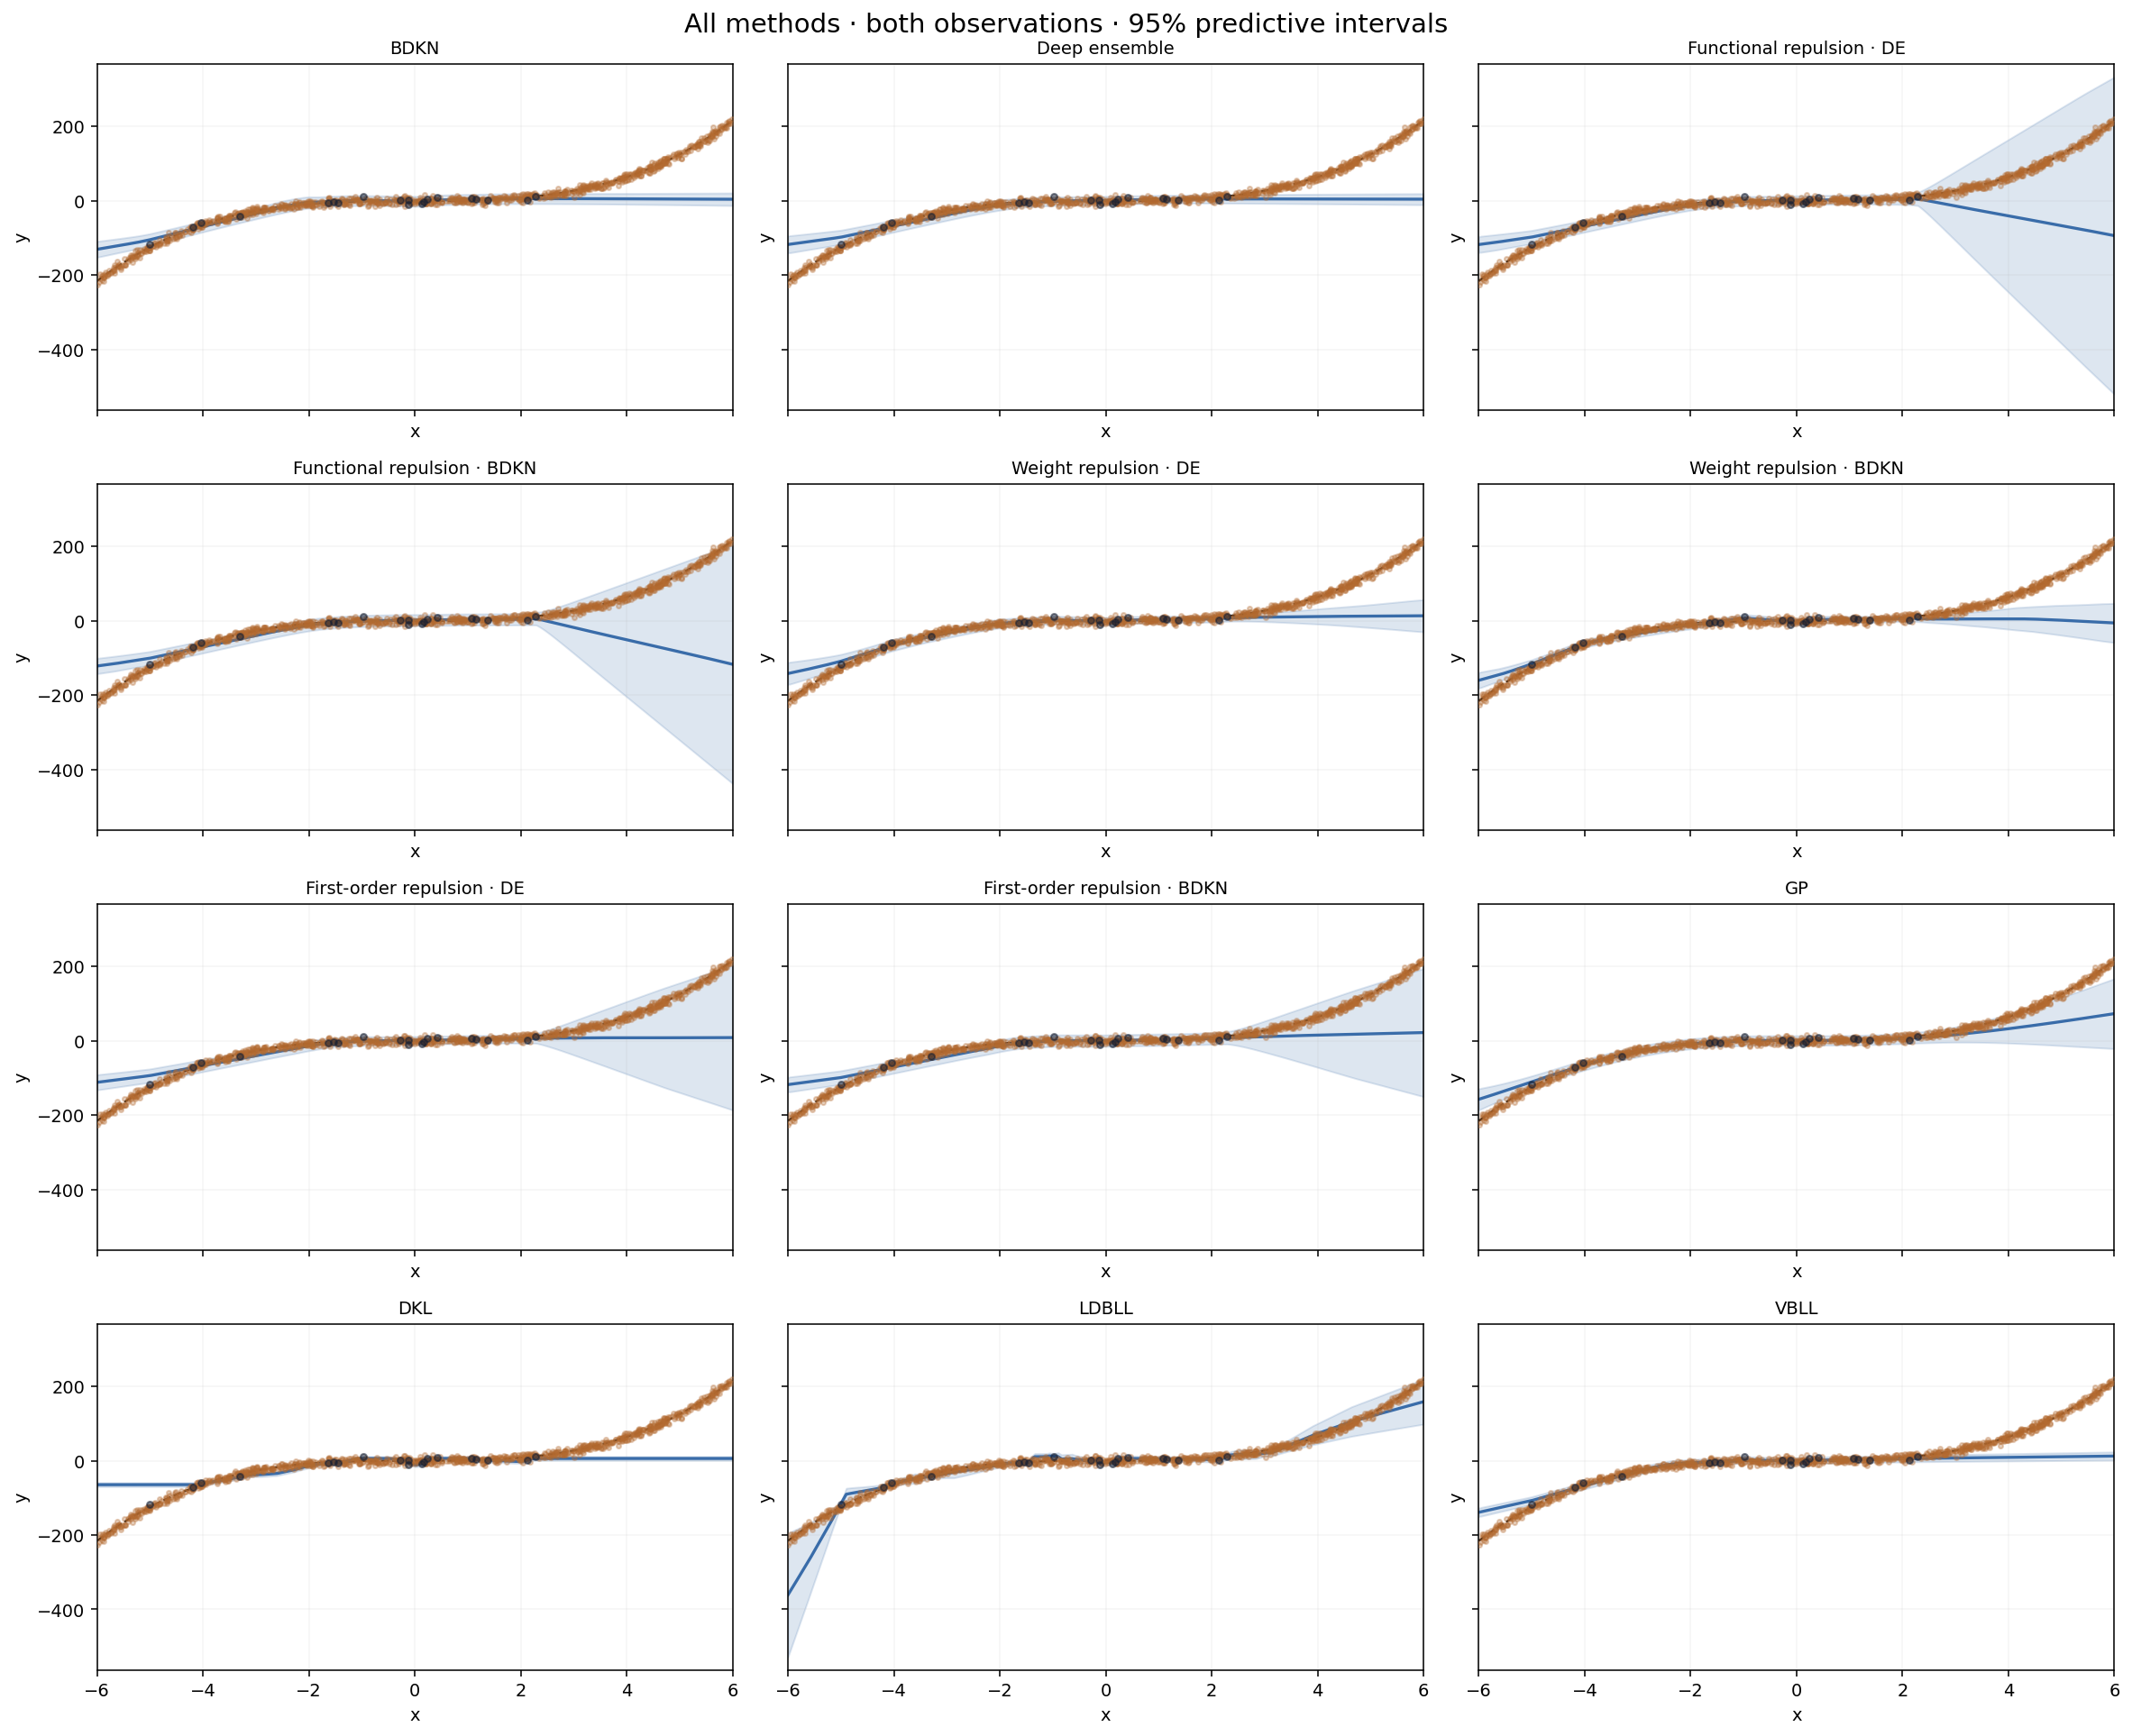 All methods · both observations · 95% predictive intervals
BDKN
Deep ensemble
Functional repulsion · DE
200
0
−200
−400
y
y
y
x
x
x
Functional repulsion · BDKN
Weight repulsion · DE
Weight repulsion · BDKN
200
0
−200
−400
y
y
y
x
x
x
First-order repulsion · DE
First-order repulsion · BDKN
GP
200
0
−200
−400
y
y
y
x
x
x
DKL
LDBLL
VBLL
200
0
−200
−400
y
y
y
−6 −4 −2 0 2 4 6
−6 −4 −2 0 2 4 6
−6 −4 −2 0 2 4 6
x
x
x